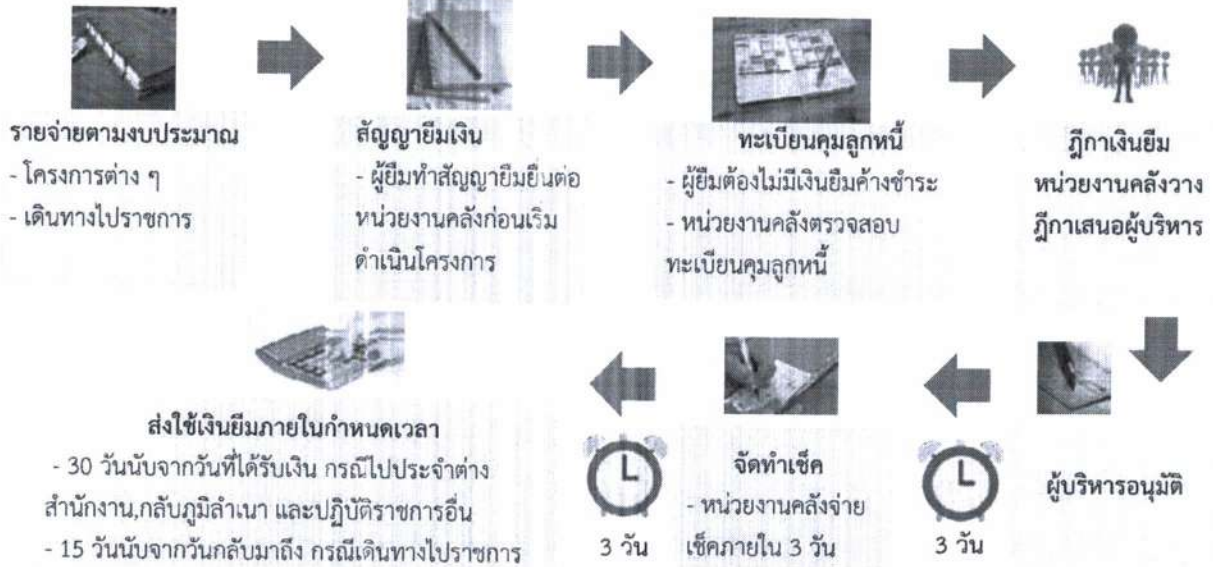 รายจ่ายตามงบประมาณ
- โครงการต่าง ๆ
- เดินทางไปราชการ
สัญญายืมเงิน
- ผู้ยืมทำสัญญายืมยื่นต่อ
หน่วยงานคลังก่อนเริ่ม
ดำเนินโครงการ
ทะเบียนคุมลูกหนี้
- ผู้ยืมต้องไม่มีเงินยืมค้างชำระ
- หน่วยงานคลังตรวจสอบ
ทะเบียนคุมลูกหนี้
ฎีกาเงินยืม
หน่วยงานคลังวาง
ฎีกาเสนอผู้บริหาร
ผู้บริหารอนุมัติ
3 วัน
จัดทำเช็ค
- หน่วยงานคลังจ่าย
เช็คภายใน 3 วัน
3 วัน
ส่งใช้เงินยืมภายในกำหนดเวลา
- 30 วันนับจากวันที่ได้รับเงิน กรณีไปประจำต่าง
สำนักงาน,กลับภูมิลำเนา และปฏิบัติราชการอื่น
- 15 วันนับจากวันกลับมาถึง กรณีเดินทางไปราชการ